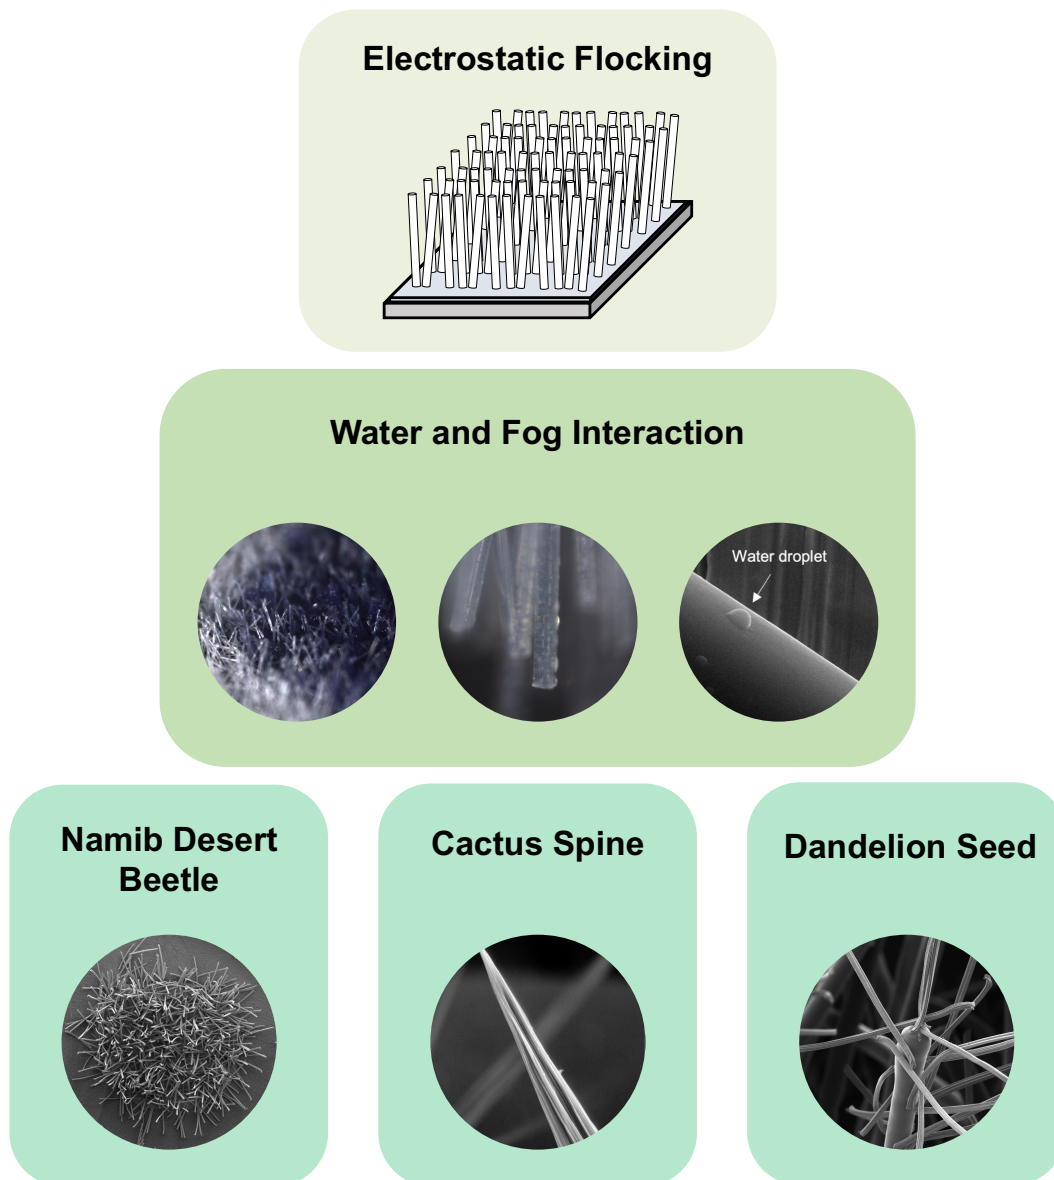 Electrostatic Flocking
Water and Fog Interaction
Water droplet
Namib Desert
Beetle
Cactus Spine
Dandelion Seed